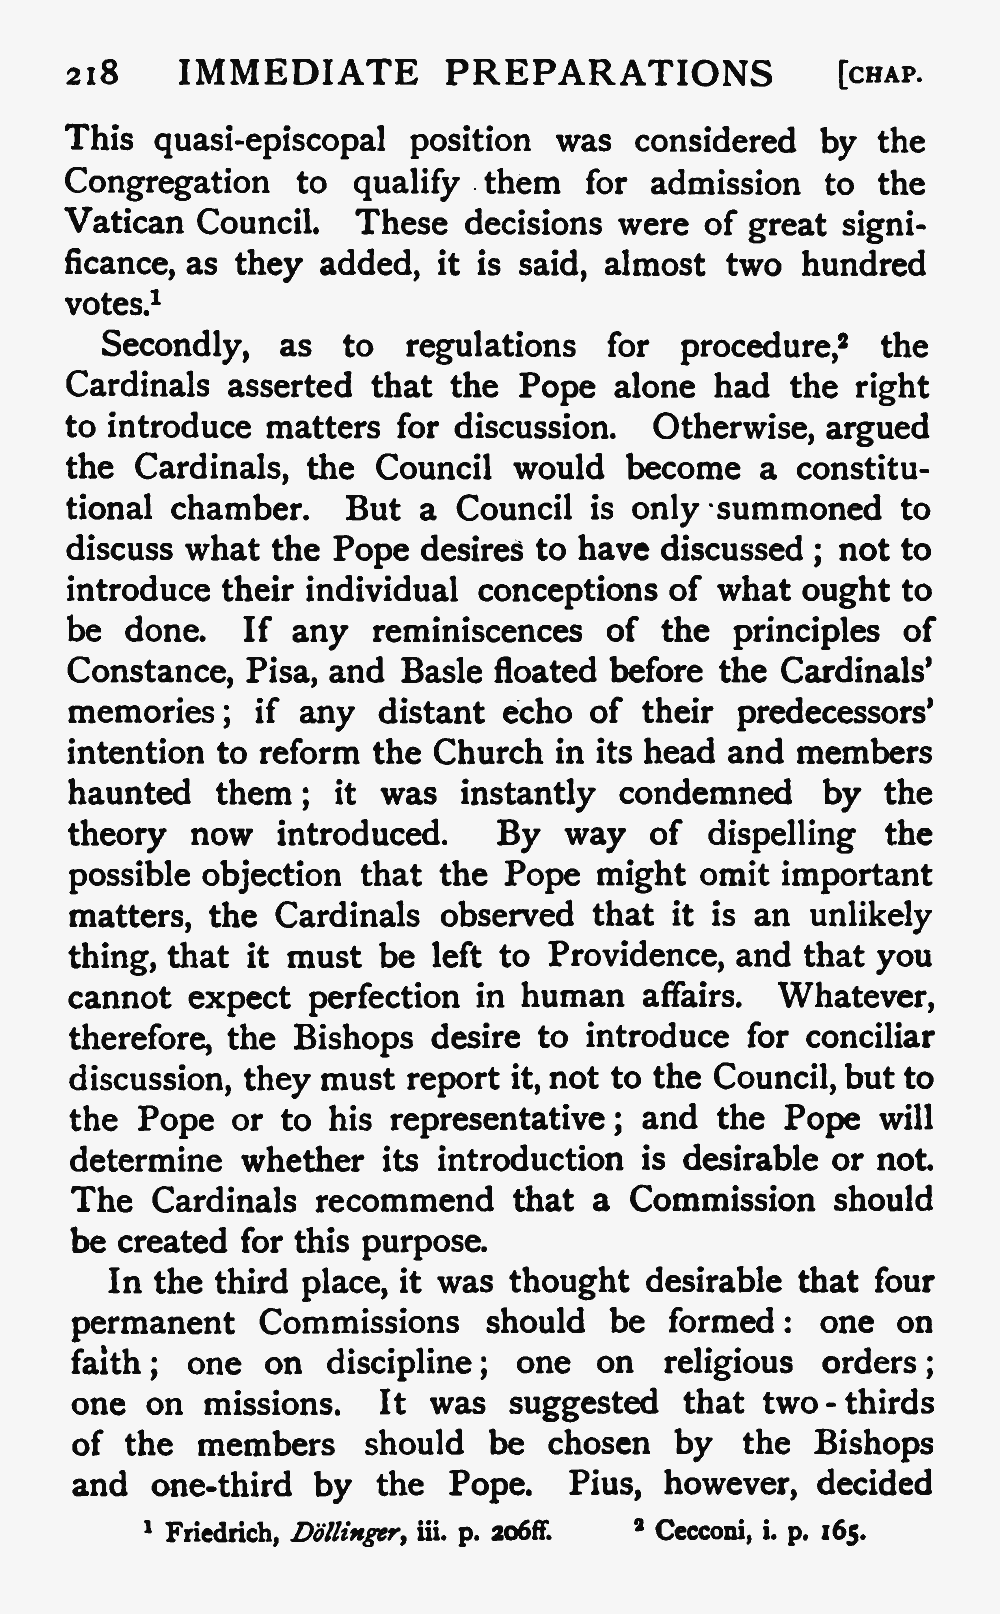 218 IMMEDIATE PREPARATIONS [CHAP.
This quasi-episcopal position was considered by the
Congregation to qualify them for admission to the
Vatican Council. These decisions were of great signi-
ficance, as they added, it is said, almost two hundred
votes.¹
Secondly, as to regulations for procedure,² the
Cardinals asserted that the Pope alone had the right
to introduce matters for discussion. Otherwise, argued
the Cardinals, the Council would become a constitu-
tional chamber. But a Council is only summoned to
discuss what the Pope desires to have discussed ; not to
introduce their individual conceptions of what ought to
be done. If any reminiscences of the principles of
Constance, Pisa, and Basle floated before the Cardinals'
memories ; if any distant echo of their predecessors'
intention to reform the Church in its head and members
haunted them ; it was instantly condemned by the
theory now introduced. By way of dispelling the
possible objection that the Pope might omit important
matters, the Cardinals observed that it is an unlikely
thing, that it must be left to Providence, and that you
cannot expect perfection in human affairs. Whatever,
therefore, the Bishops desire to introduce for conciliar
discussion, they must report it, not to the Council, but to
the Pope or to his representative ; and the Pope will
determine whether its introduction is desirable or not.
The Cardinals recommend that a Commission should
be created for this purpose.
In the third place, it was thought desirable that four
permanent Commissions should be formed : one on
faith ; one on discipline ; one on religious orders ;
one on missions. It was suggested that two-thirds
of the members should be chosen by the Bishops
and one-third by the Pope. Pius, however, decided
¹ Friedrich, Döllinger, iii. p. 206ff. ² Cecconi, i. p. 165.